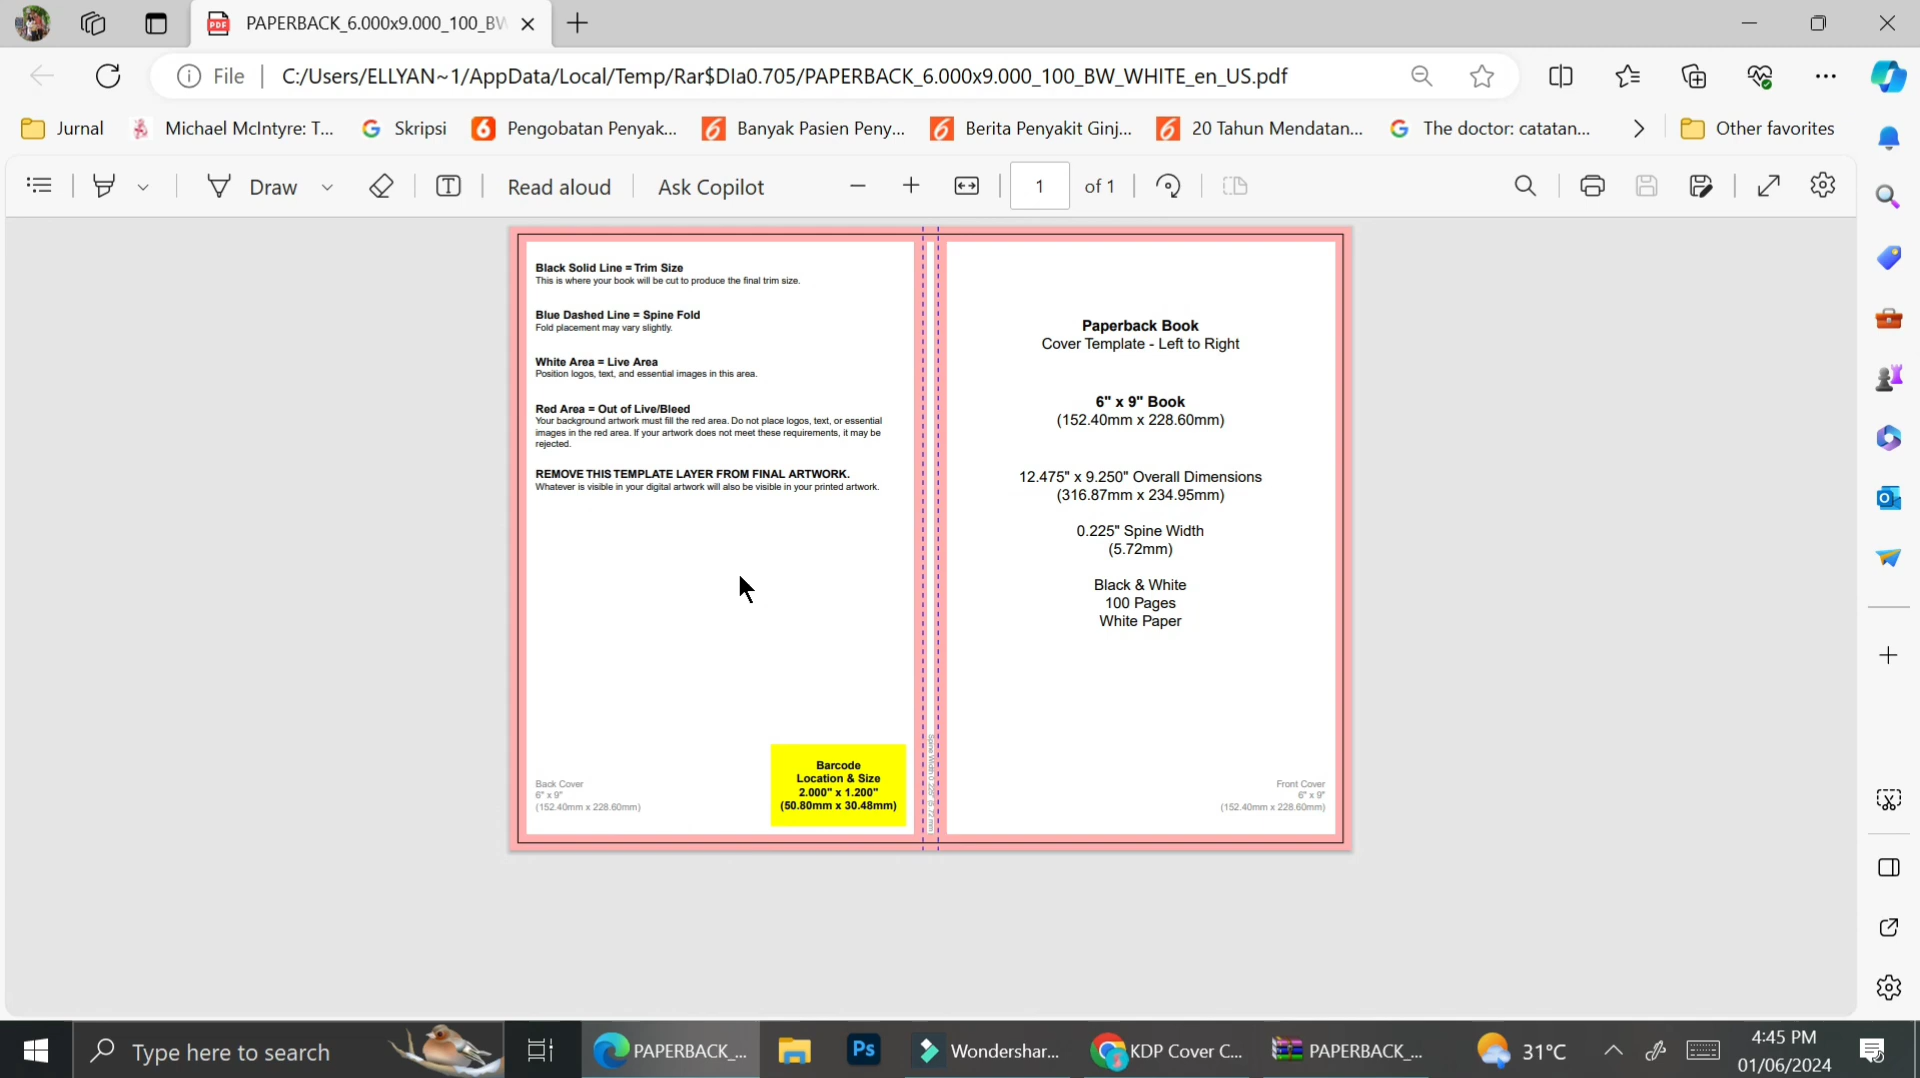 PAPERBACK_6.000x9.000_100_BW
File
C:/Users/ELLYAN~1/AppData/Local/Temp/Rar$DIa0.705/PAPERBACK_6.000x9.000_100_BW_WHITE_en_US.pdf
Jurnal
Michael McIntyre: T...
Skripsi
Pengobatan Penyak...
Banyak Pasien Peny...
Berita Penyakit Ginj...
20 Tahun Mendatan...
The doctor: catatan...
Other favorites
Draw
Read aloud
Ask Copilot
1
of 1
Black Solid Line = Trim Size
This is where your book will be cut to produce the final trim size.
Blue Dashed Line = Spine Fold
Fold placement may vary slightly.
White Area = Live Area
Position logos, text, and essential images in this area.
Red Area = Out of Live/Bleed
Your background artwork must fill the red area. Do not place logos, text, or essential
images in the red area. If your artwork does not meet these requirements, it may be
rejected.
REMOVE THIS TEMPLATE LAYER FROM FINAL ARTWORK.
Whatever is visible in your digital artwork will also be visible in your printed artwork.
Back Cover
6" x 9"
(152.40mm x 228.60mm)
Barcode
Location & Size
2.000" x 1.200"
(50.80mm x 30.48mm)
Spine Width 0.225" (5.72 mm)
Paperback Book
Cover Template - Left to Right
6" x 9" Book
(152.40mm x 228.60mm)
12.475" x 9.250" Overall Dimensions
(316.87mm x 234.95mm)
0.225" Spine Width
(5.72mm)
Black & White
100 Pages
White Paper
Front Cover
6" x 9"
(152.40mm x 228.60mm)
Type here to search
PAPERBACK_...
Ps
Wondershar...
KDP Cover C...
PAPERBACK_...
31°C
4:45 PM
01/06/2024